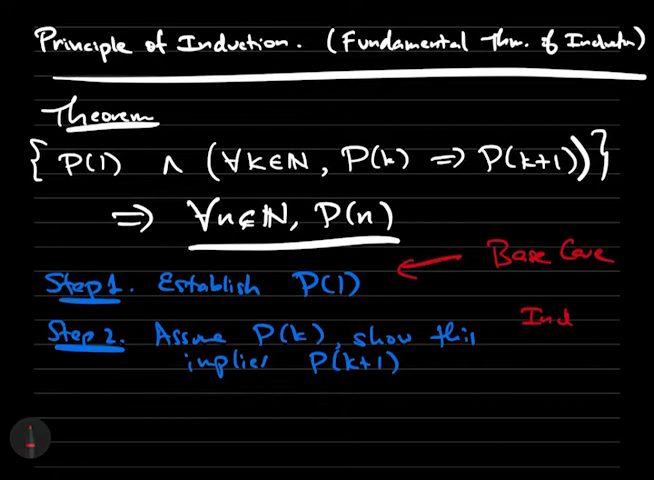 Principle of Induction. (Fundamental Thm. of Inductn)
Theorem
{ P(1) ∧ (∀k∈ℕ, P(k) ⇒ P(k+1)) }
⇒ ∀n∈ℕ, P(n)
Base Case
Step 1. Establish P(1)
Ind
Step 2. Assume P(k), show this
implies P(k+1)